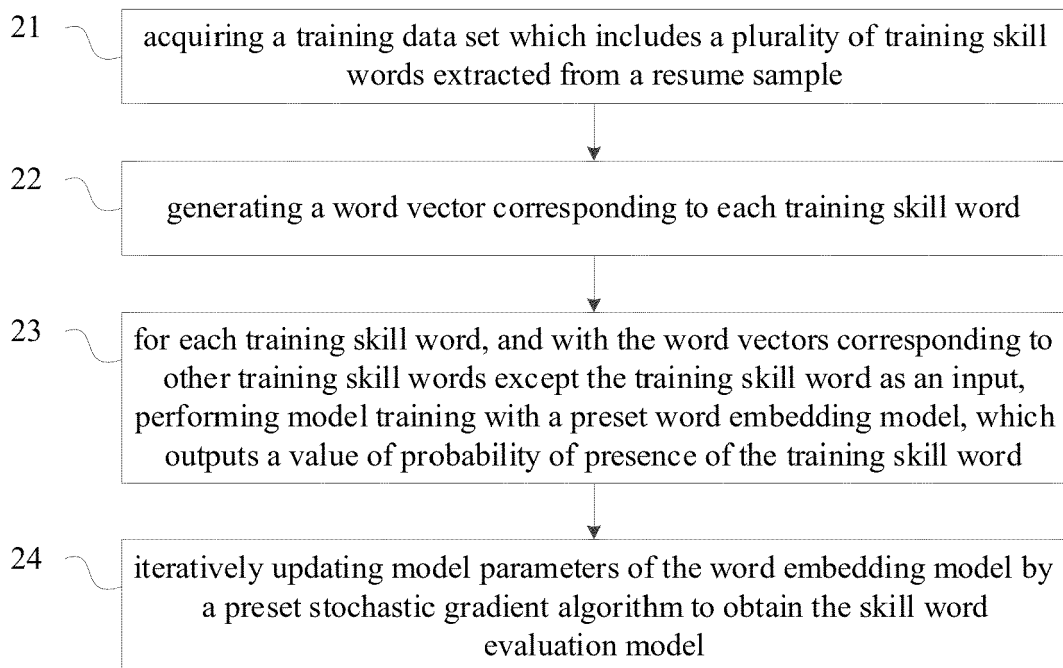 21
acquiring a training data set which includes a plurality of training skill
words extracted from a resume sample
22
generating a word vector corresponding to each training skill word
23
for each training skill word, and with the word vectors corresponding to
other training skill words except the training skill word as an input,
performing model training with a preset word embedding model, which
outputs a value of probability of presence of the training skill word
24
iteratively updating model parameters of the word embedding model by
a preset stochastic gradient algorithm to obtain the skill word
evaluation model